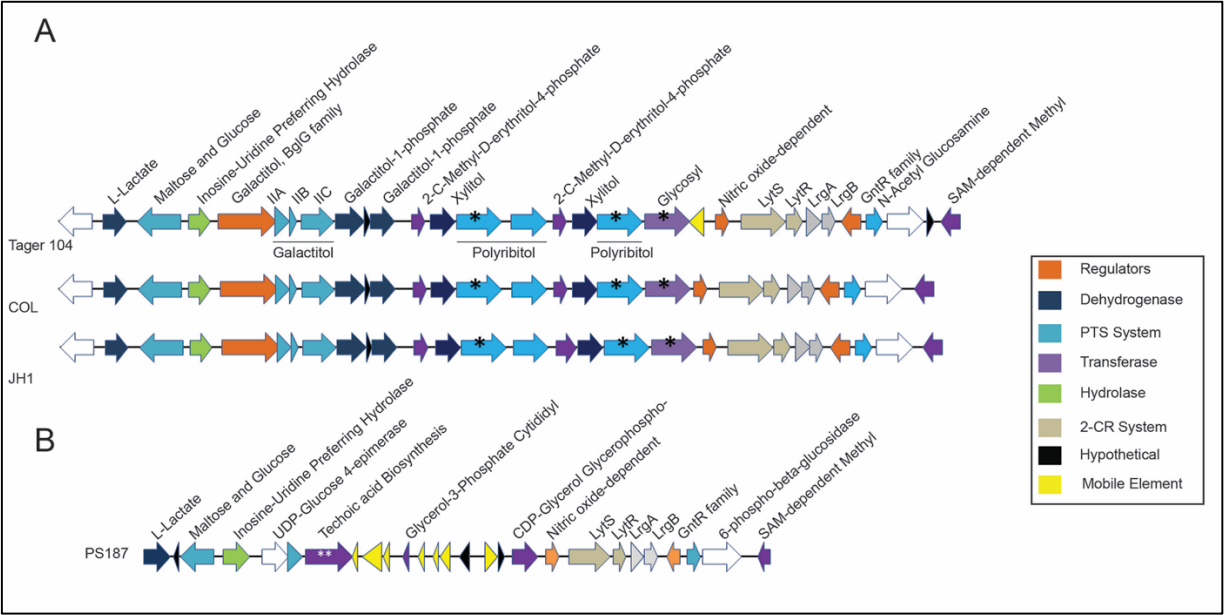 A
L-Lactate
Maltose and Glucose
Inosine-Uridine Preferring Hydrolase
Galactitol, BglG family
IIA
IIB
IIC
Galactitol-1-phosphate
Galactitol-1-phosphate
2-C-Methyl-D-erythritol-4-phosphate
Xylitol
2-C-Methyl-D-erythritol-4-phosphate
Xylitol
Glycosyl
Nitric oxide-dependent
LytS
LytR
LrgA
LrgB
GntR family
N-Acetyl Glucosamine
SAM-dependent Methyl
* * *
Tager 104
Galactitol
Polyribitol
Polyribitol
* * *
COL
* * *
JH1
Regulators
Dehydrogenase
PTS System
Transferase
Hydrolase
2-CR System
Hypothetical
Mobile Element
B
L-Lactate
Maltose and Glucose
Inosine-Uridine Preferring Hydrolase
UDP-Glucose 4-epimerase
Techoic acid Biosynthesis
Glycerol-3-Phosphate Cytididyl
CDP-Glycerol Glycerophospho-
Nitric oxide-dependent
LytS
LytR
LrgA
LrgB
GntR family
6-phospho-beta-glucosidase
SAM-dependent Methyl
PS187
**